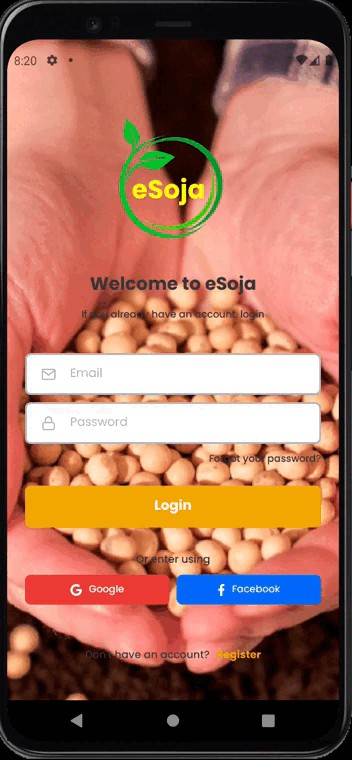 8:20
eSoja
Welcome to eSoja
If you already have an account, login
Email
Password
Forgot your password?
Login
Or enter using
Google
Facebook
Don't have an account? Register